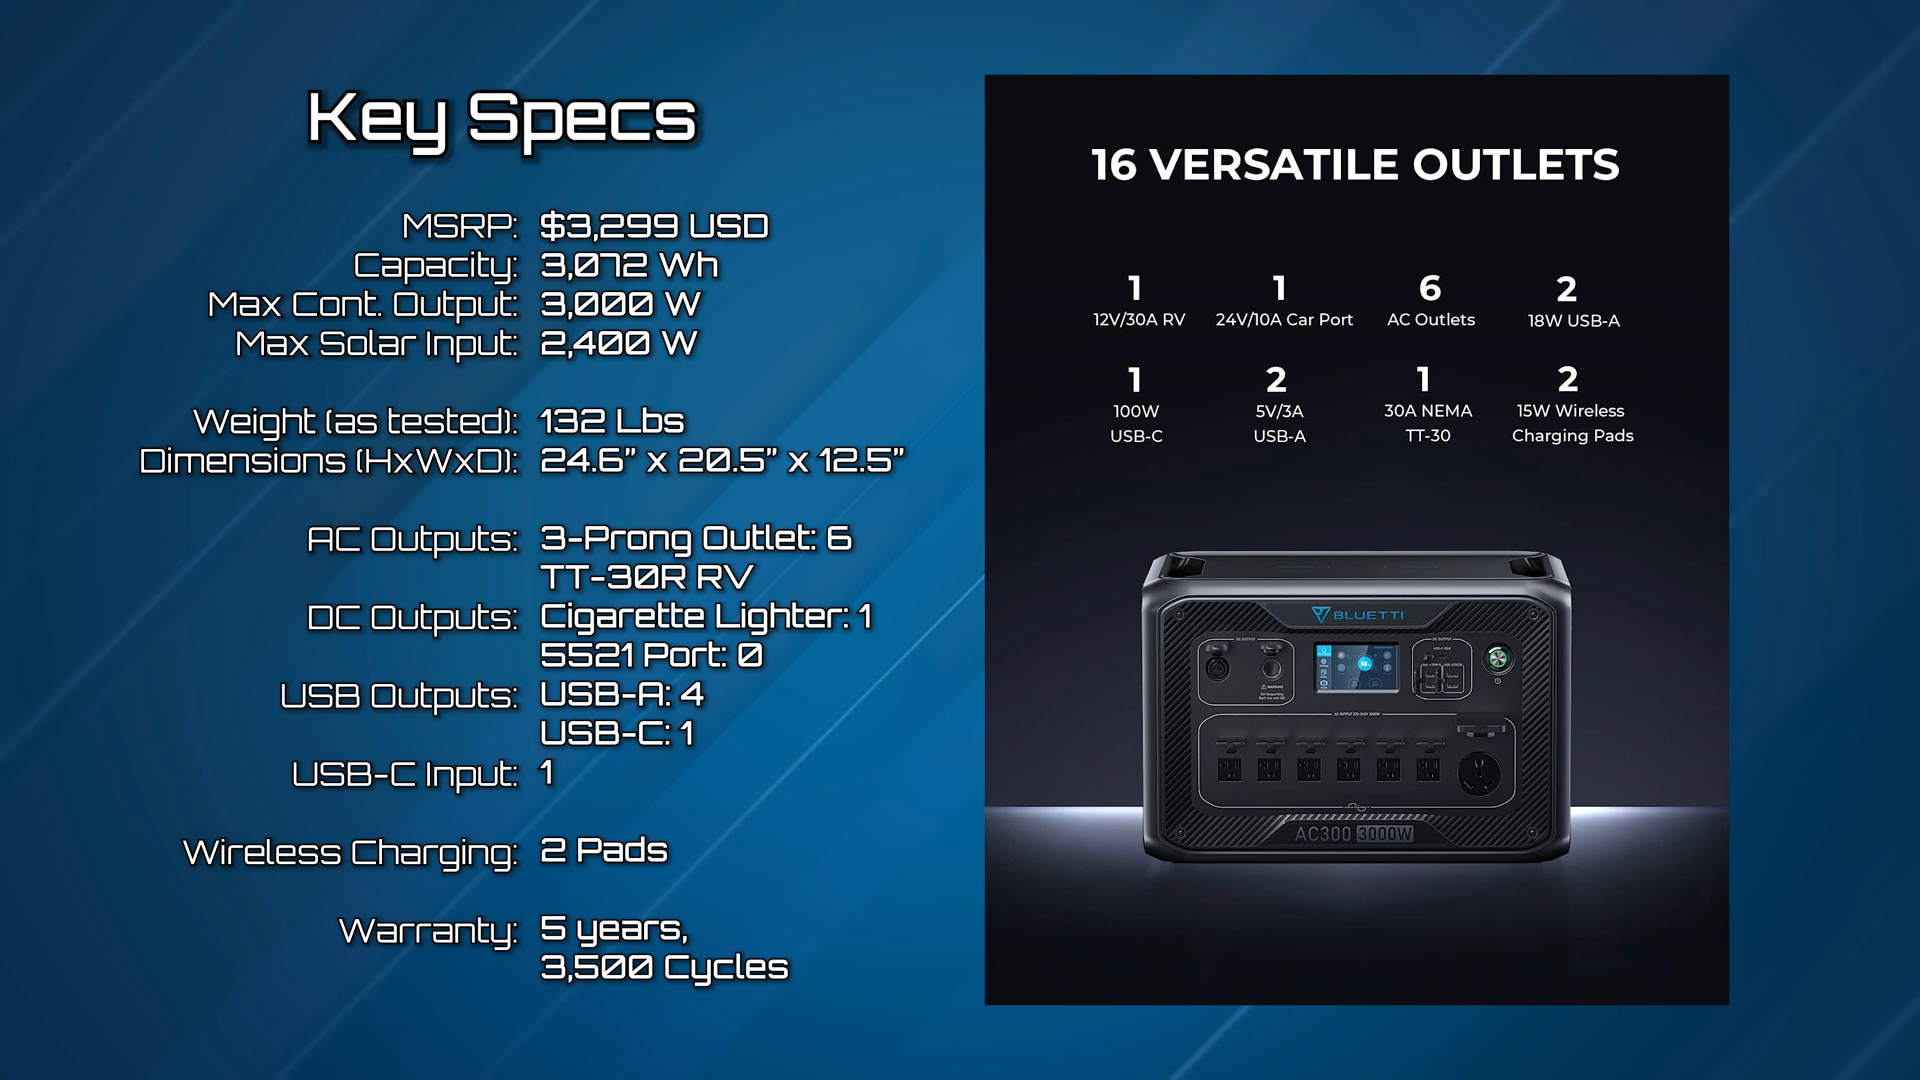 Key Specs
MSRP: $3,299 USD
Capacity: 3,072 Wh
Max Cont. Output: 3,000 W
Max Solar Input: 2,400 W
Weight (as tested): 132 Lbs
Dimensions (HxWxD): 24.6” x 20.5” x 12.5”
AC Outputs: 3-Prong Outlet: 6
TT-30R RV
DC Outputs: Cigarette Lighter: 1
5521 Port: 0
USB Outputs: USB-A: 4
USB-C: 1
USB-C Input: 1
Wireless Charging: 2 Pads
Warranty: 5 years,
3,500 Cycles
16 VERSATILE OUTLETS
1 1 6 2
12V/30A RV 24V/10A Car Port AC Outlets 18W USB-A
1 2 1 2
100W 5V/3A 30A NEMA 15W Wireless
USB-C USB-A TT-30 Charging Pads
BLUETTI
DC OUTPUT
DC OUTPUT
WARNING
AC300 3000W